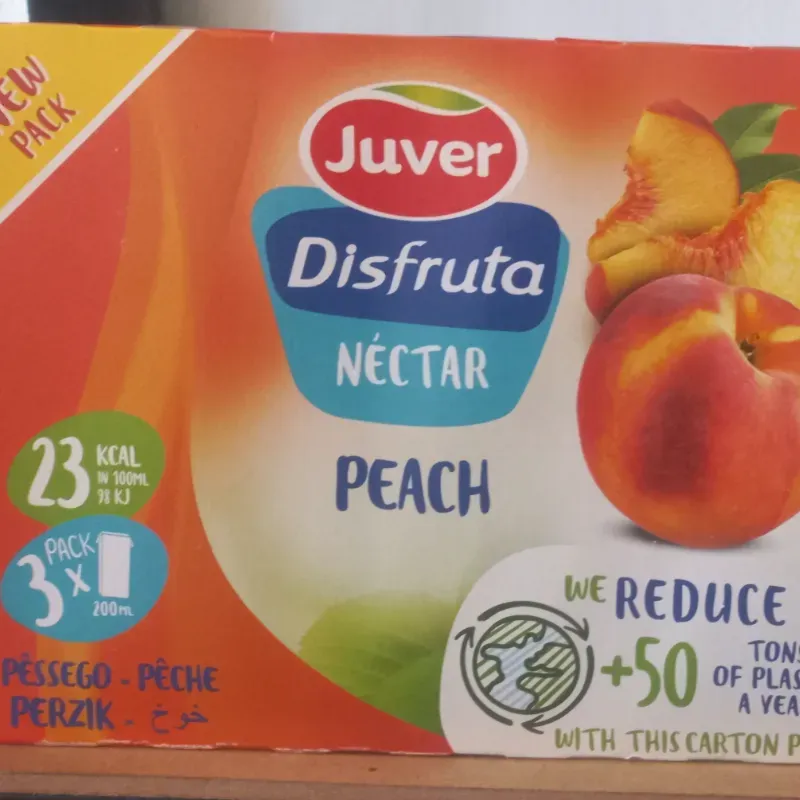 NEW
PACK
Juver
Disfruta
NÉCTAR
PEACH
23 KCAL
IN 100ML
98 KJ
3 PACK X
200ML
PÊSSEGO - PÊCHE
PERZIK - خوخ
WE REDUCE
+50 TONS
OF PLAS
A YEA
WITH THIS CARTON P